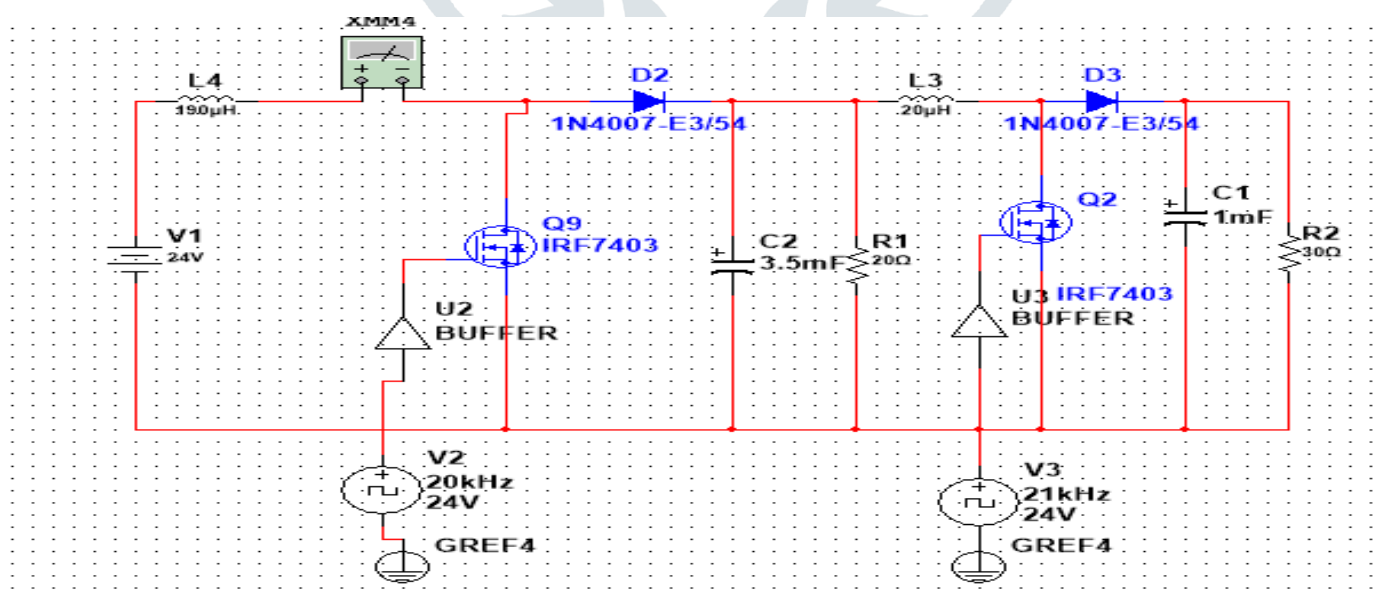 XMM4
L4
190µH
D2
1N4007-E3/54
L3
20µH
D3
1N4007-E3/54
V1
24V
Q9
IRF7403
C2
3.5mF
R1
20Ω
Q2
IRF7403
C1
1mF
R2
30Ω
U2
BUFFER
U3
BUFFER
V2
20kHz
24V
GREF4
V3
21kHz
24V
GREF4